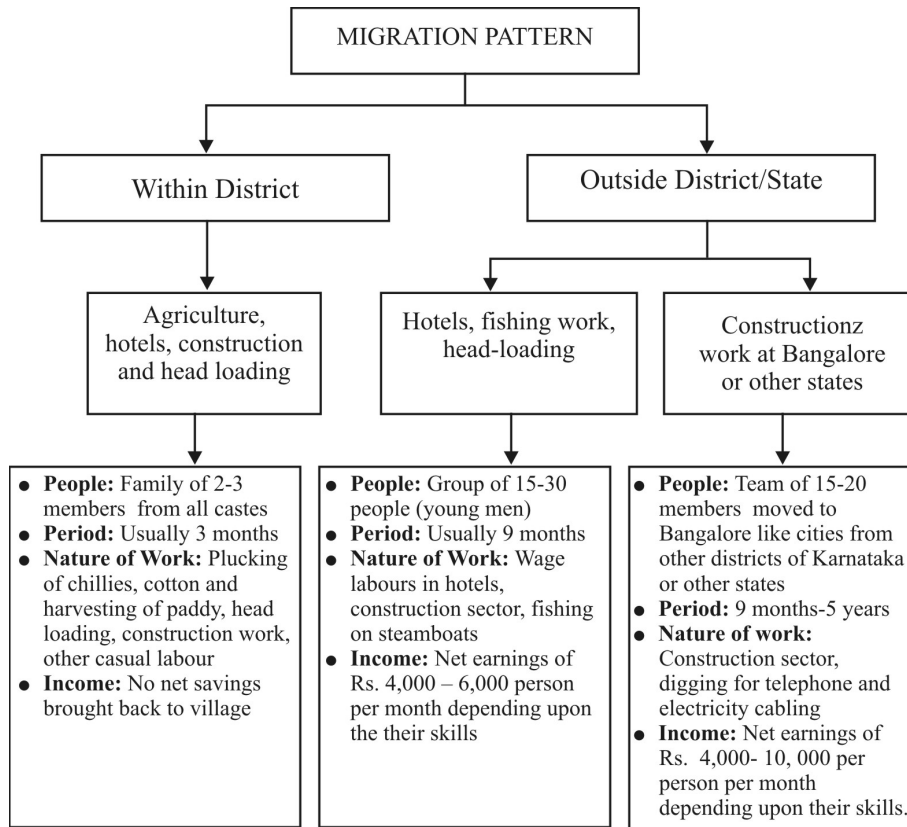 MIGRATION PATTERN
Within District
Outside District/State
Agriculture,
hotels, construction
and head loading
Hotels, fishing work,
head-loading
Constructionz
work at Bangalore
or other states
● People: Family of 2-3
members from all castes
● Period: Usually 3 months
● Nature of Work: Plucking
of chillies, cotton and
harvesting of paddy, head
loading, construction work,
other casual labour
● Income: No net savings
brought back to village
● People: Group of 15-30
people (young men)
● Period: Usually 9 months
● Nature of Work: Wage
labours in hotels,
construction sector, fishing
on steamboats
● Income: Net earnings of
Rs. 4,000 – 6,000 person
per month depending upon
the their skills
● People: Team of 15-20
members moved to
Bangalore like cities from
other districts of Karnataka
or other states
● Period: 9 months-5 years
● Nature of work:
Construction sector,
digging for telephone and
electricity cabling
● Income: Net earnings of
Rs. 4,000- 10, 000 per
person per month
depending upon their skills.